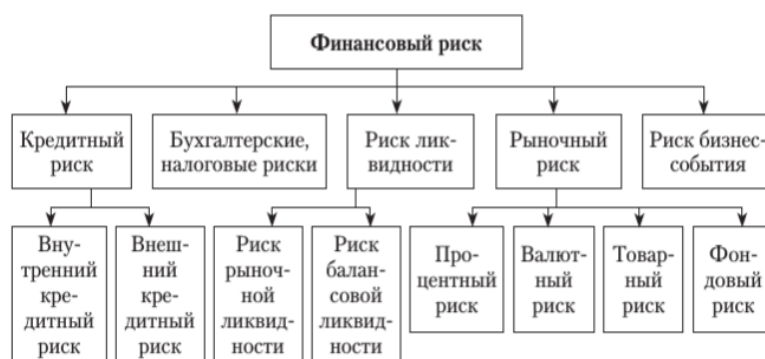 Финансовый риск
Кредитный
риск
Бухгалтерские,
налоговые риски
Риск лик-
видности
Рыночный
риск
Риск бизнес-
события
Вну-
тренний
кре-
дитный
риск
Внеш-
ний
кре-
дитный
риск
Риск
рыноч-
ной
ликвид-
ности
Риск
балан-
совой
ликвид-
ности
Про-
центный
риск
Валют-
ный
риск
Товар-
ный
риск
Фон-
довый
риск